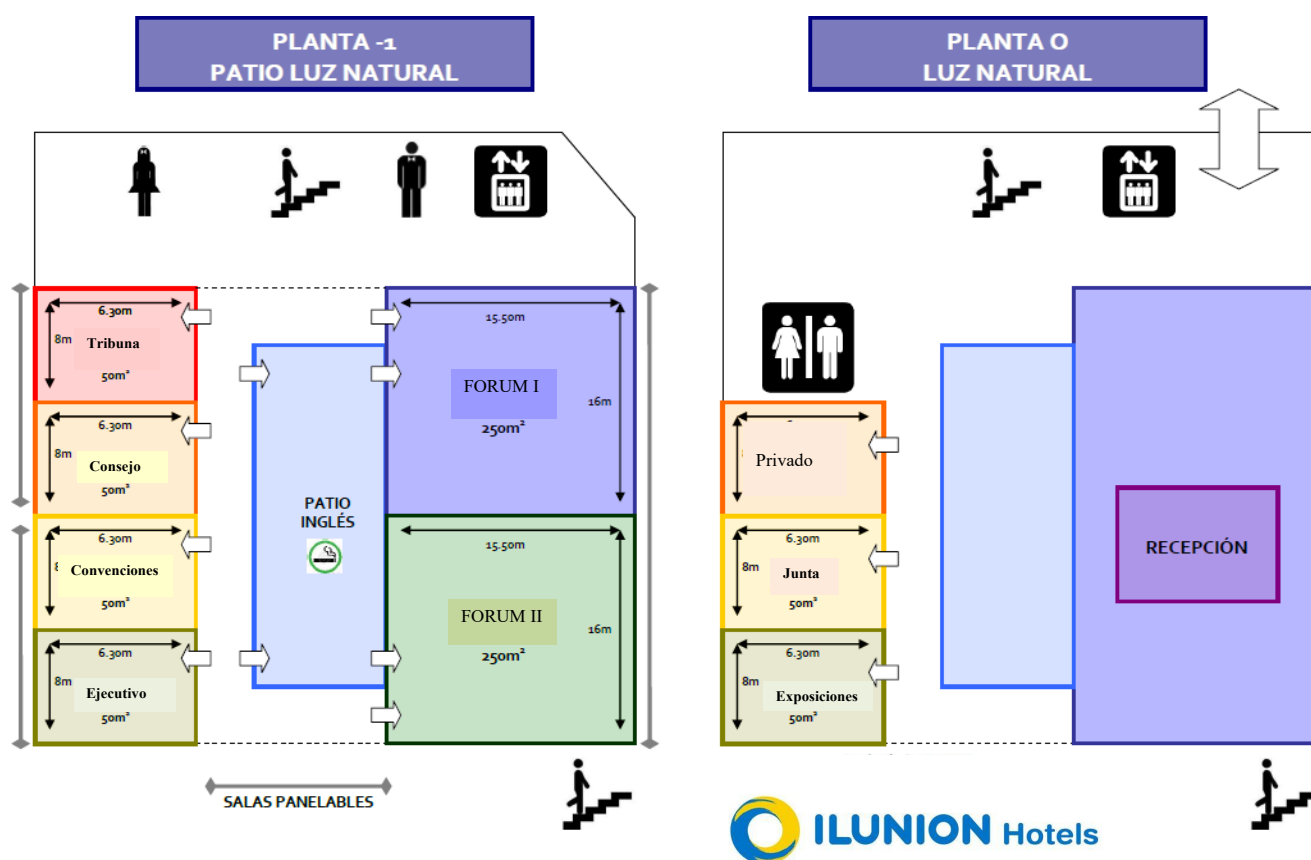 PLANTA -1
PATIO LUZ NATURAL
6.30m
8m
Tribuna
50m²
6.30m
8m
Consejo
50m²
6.30m
Convenciones
50m²
6.30m
8m
Ejecutivo
50m²
PATIO
INGLÉS
15.50m
FORUM I
16m
250m²
15.50m
FORUM II
16m
250m²
SALAS PANELABLES
PLANTA O
LUZ NATURAL
Privado
6.30m
8m
Junta
50m²
6.30m
8m
Exposiciones
50m²
RECEPCIÓN
ILUNION Hotels